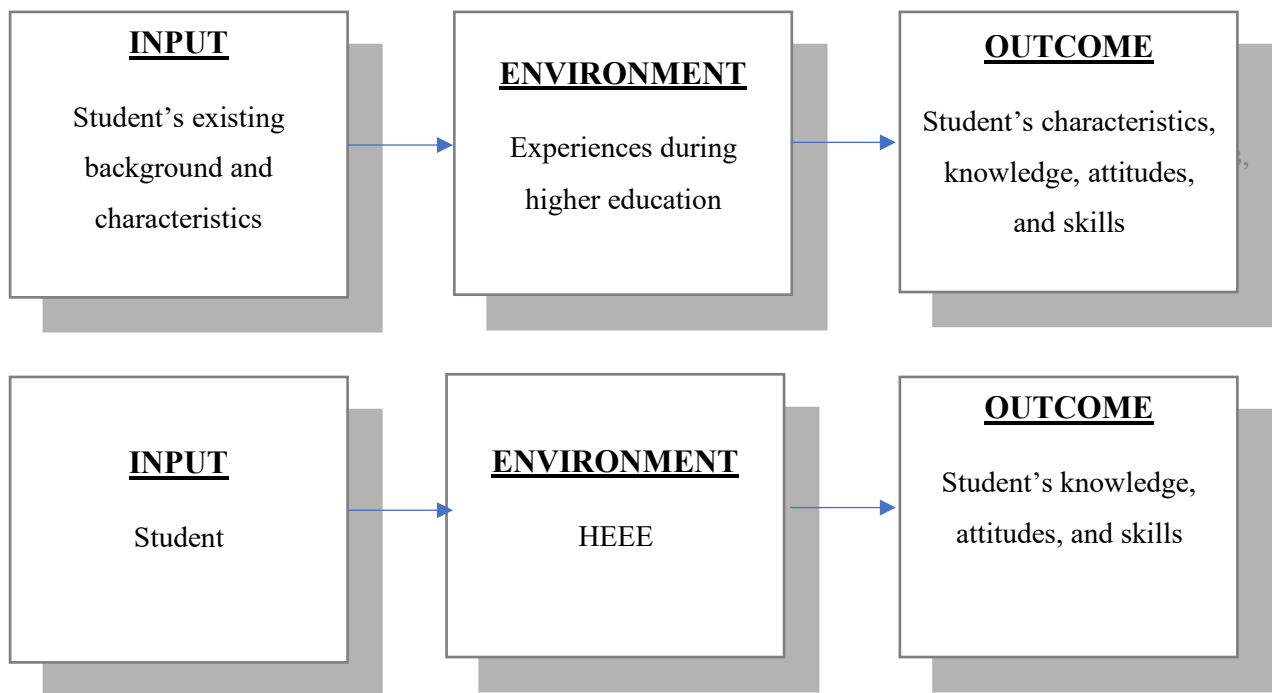 INPUT
Student’s existing
background and
characteristics
ENVIRONMENT
Experiences during
higher education
OUTCOME
Student’s characteristics,
knowledge, attitudes,
and skills
INPUT
Student
ENVIRONMENT
HEEE
OUTCOME
Student’s knowledge,
attitudes, and skills